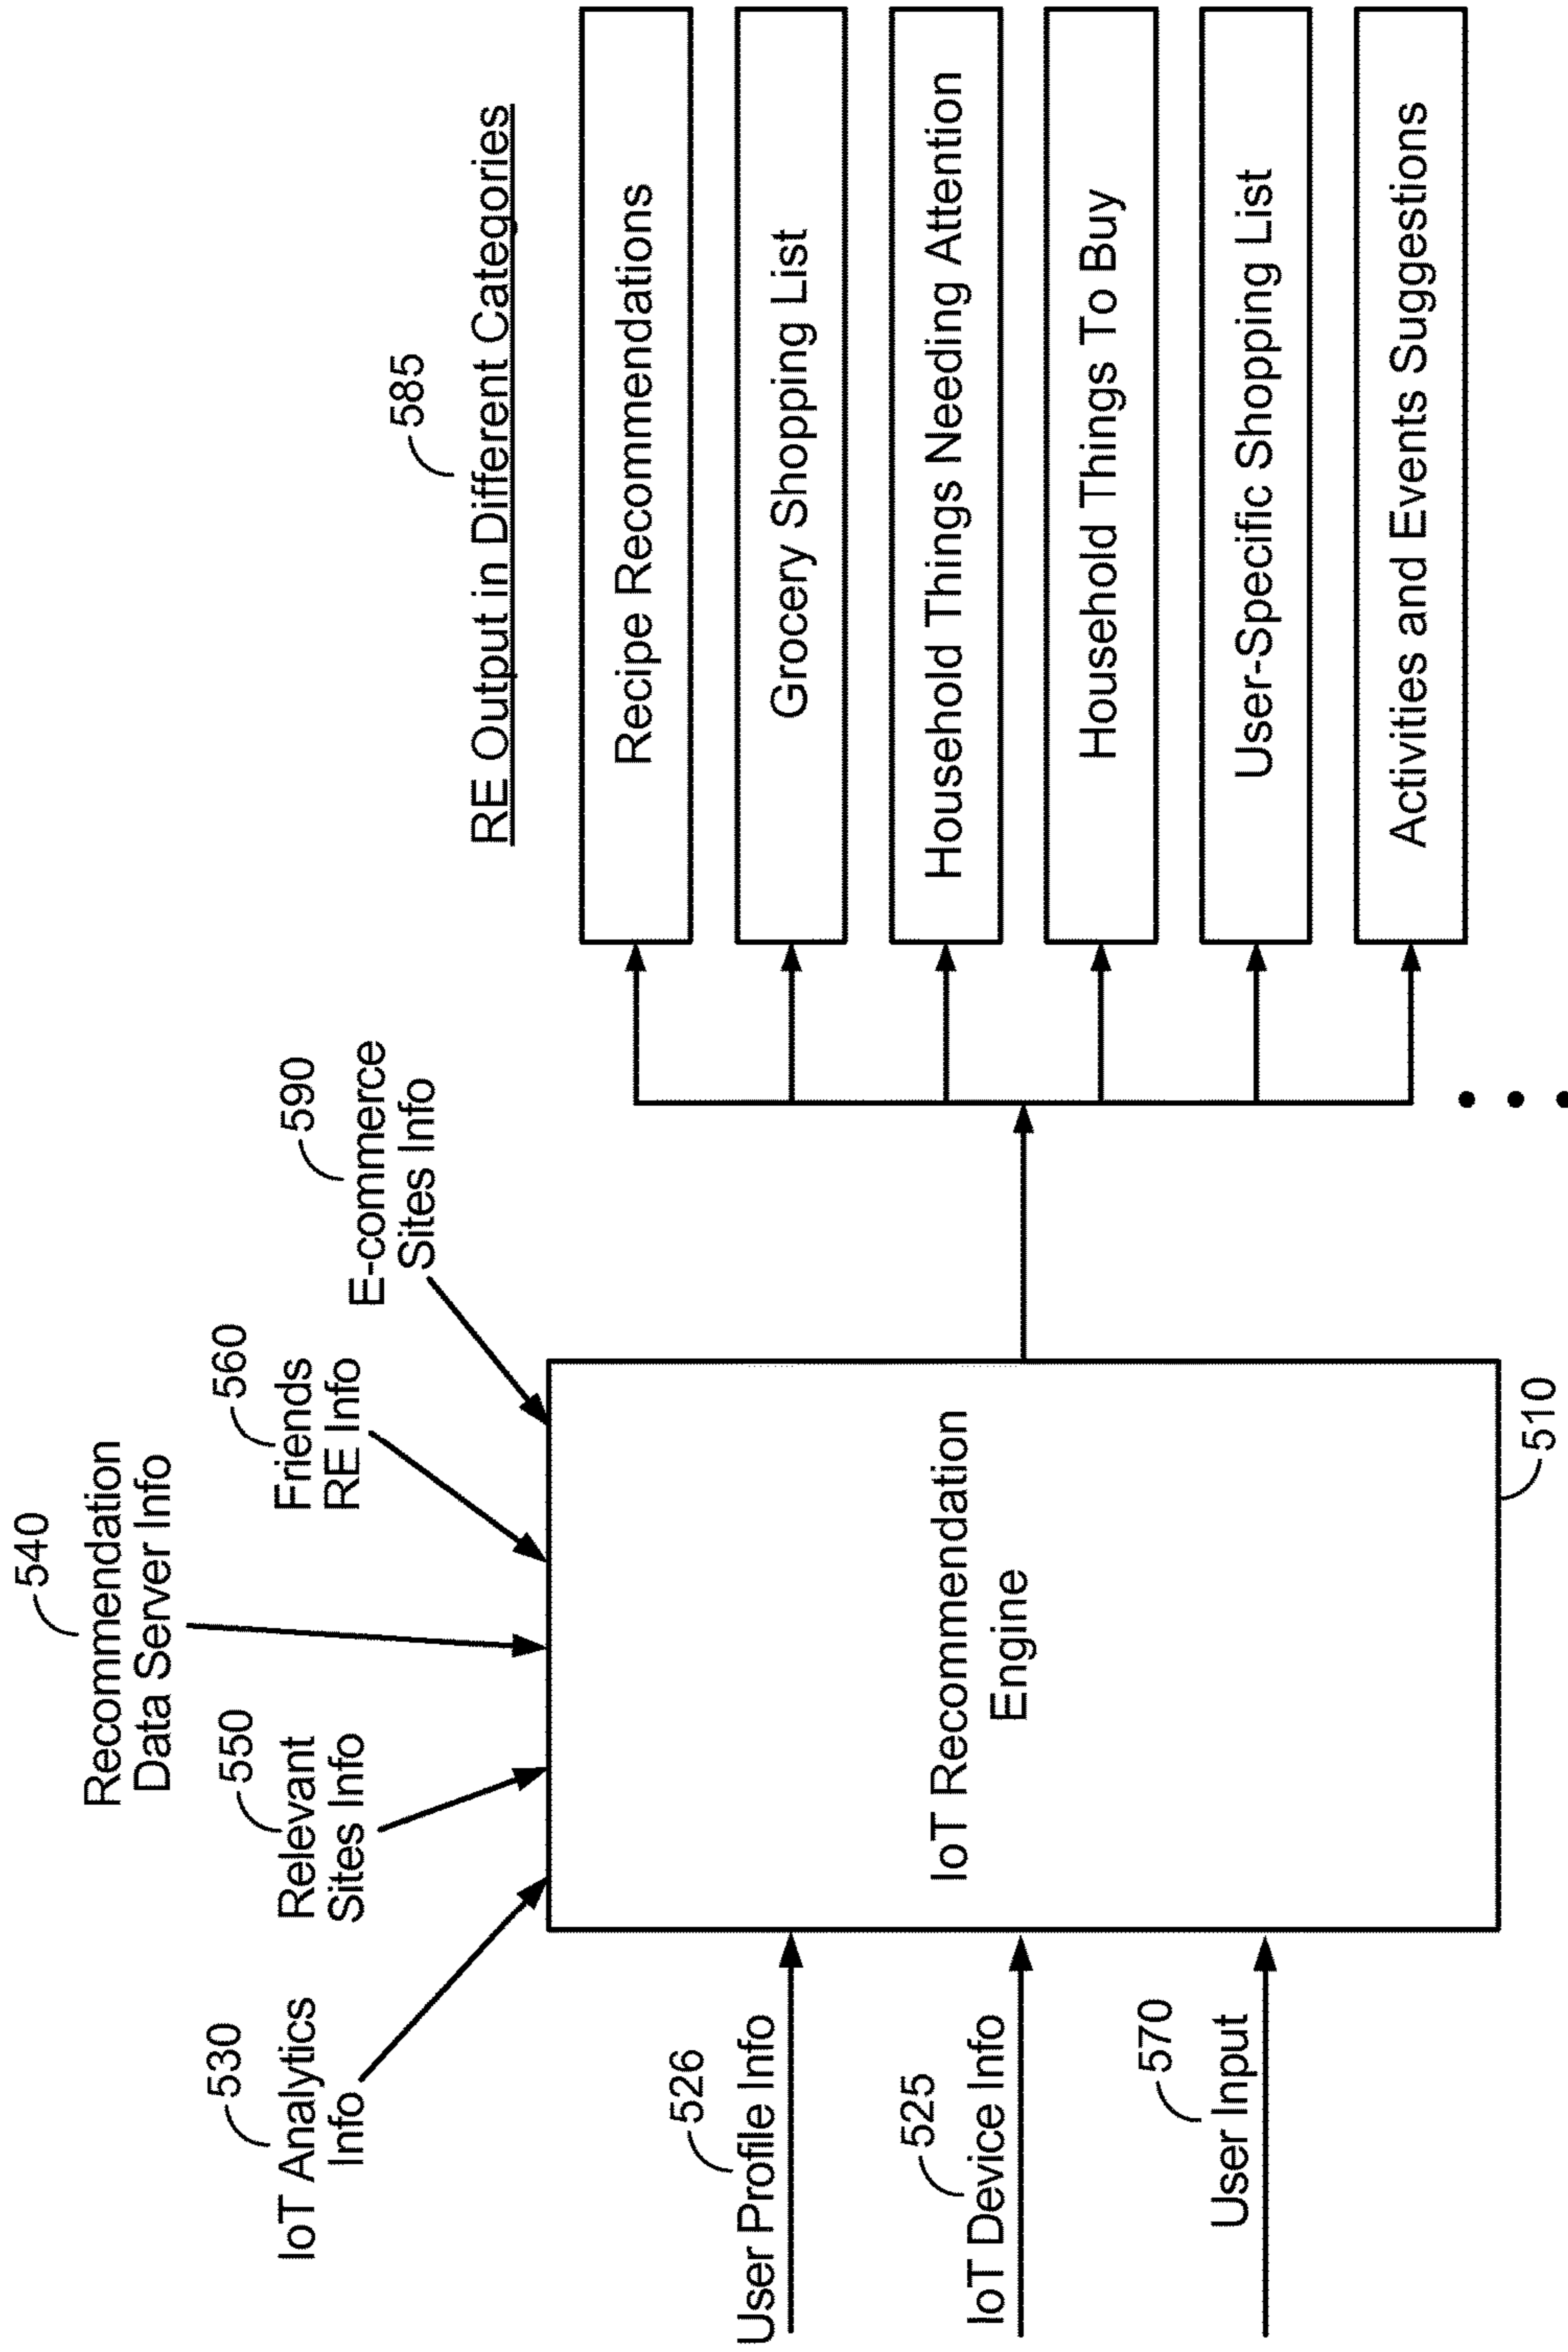 540
Recommendation
Data Server Info
530
IoT Analytics
Info
550
Relevant
Sites Info
560
Friends
RE Info
590
E-commerce
Sites Info
585
RE Output in Different Categories
526
User Profile Info
525
IoT Device Info
570
User Input
IoT Recommendation
Engine
510
Recipe Recommendations
Grocery Shopping List
Household Things Needing Attention
Household Things To Buy
User-Specific Shopping List
Activities and Events Suggestions